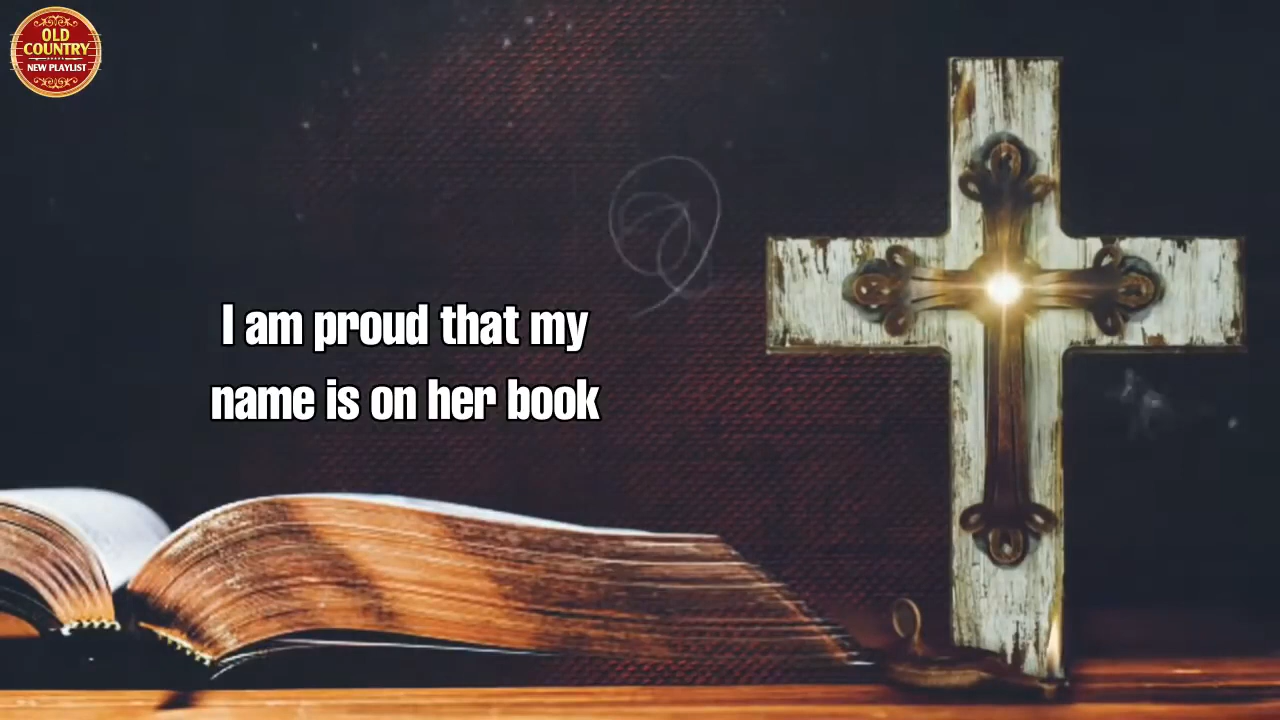 OLD
COUNTRY
NEW PLAYLIST
I am proud that my
name is on her book